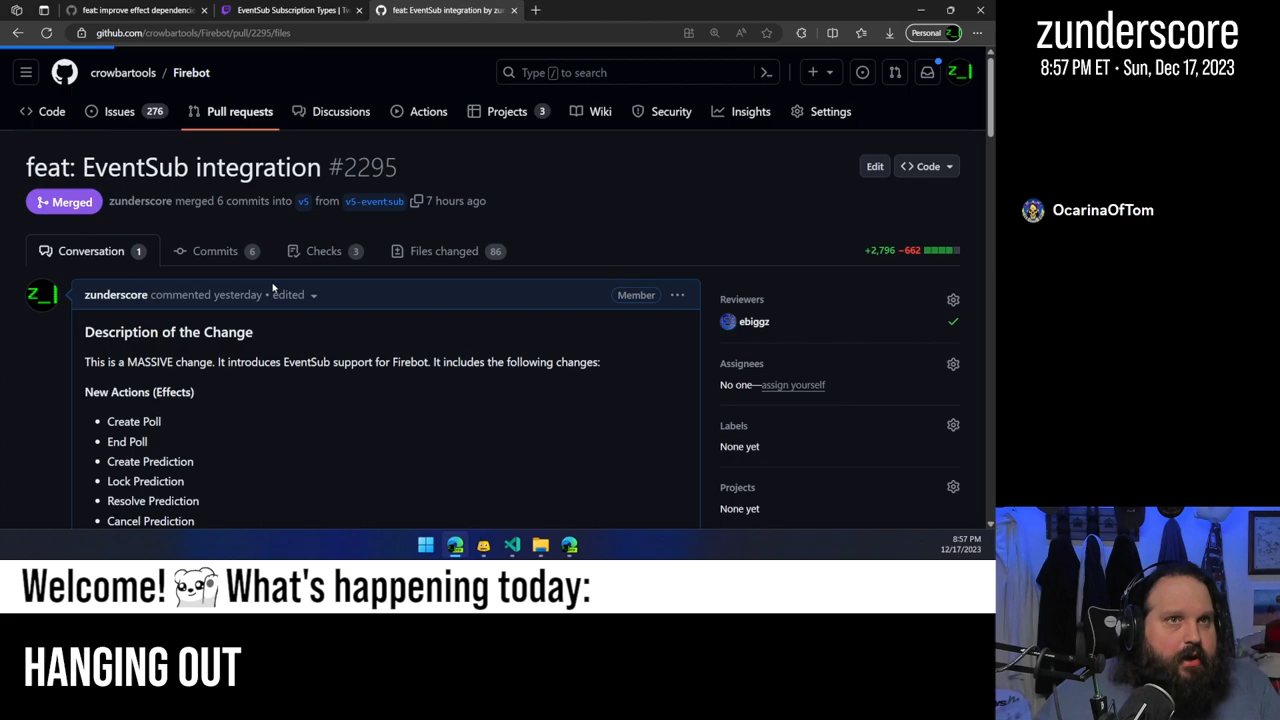 feat: improve effect dependenci
EventSub Subscription Types | Tw
feat: EventSub integration by zu
github.com/crowbartools/Firebot/pull/2295/files
Personal
crowbartools / Firebot
Type / to search
Code
Issues 276
Pull requests
Discussions
Actions
Projects 3
Wiki
Security
Insights
Settings
feat: EventSub integration #2295
Edit
Code
Merged
zunderscore merged 6 commits into v5 from v5-eventsub 7 hours ago
Conversation 1
Commits 6
Checks 3
Files changed 86
+2,796 −662
zunderscore commented yesterday • edited
Member
Description of the Change
This is a MASSIVE change. It introduces EventSub support for Firebot. It includes the following changes:
New Actions (Effects)
• Create Poll
• End Poll
• Create Prediction
• Lock Prediction
• Resolve Prediction
• Cancel Prediction
Reviewers
ebiggz
Assignees
No one—assign yourself
Labels
None yet
Projects
None yet
8:57 PM
12/17/2023
Welcome! What's happening today:
HANGING OUT
zunderscore
8:57 PM ET • Sun, Dec 17, 2023
OcarinaOfTom